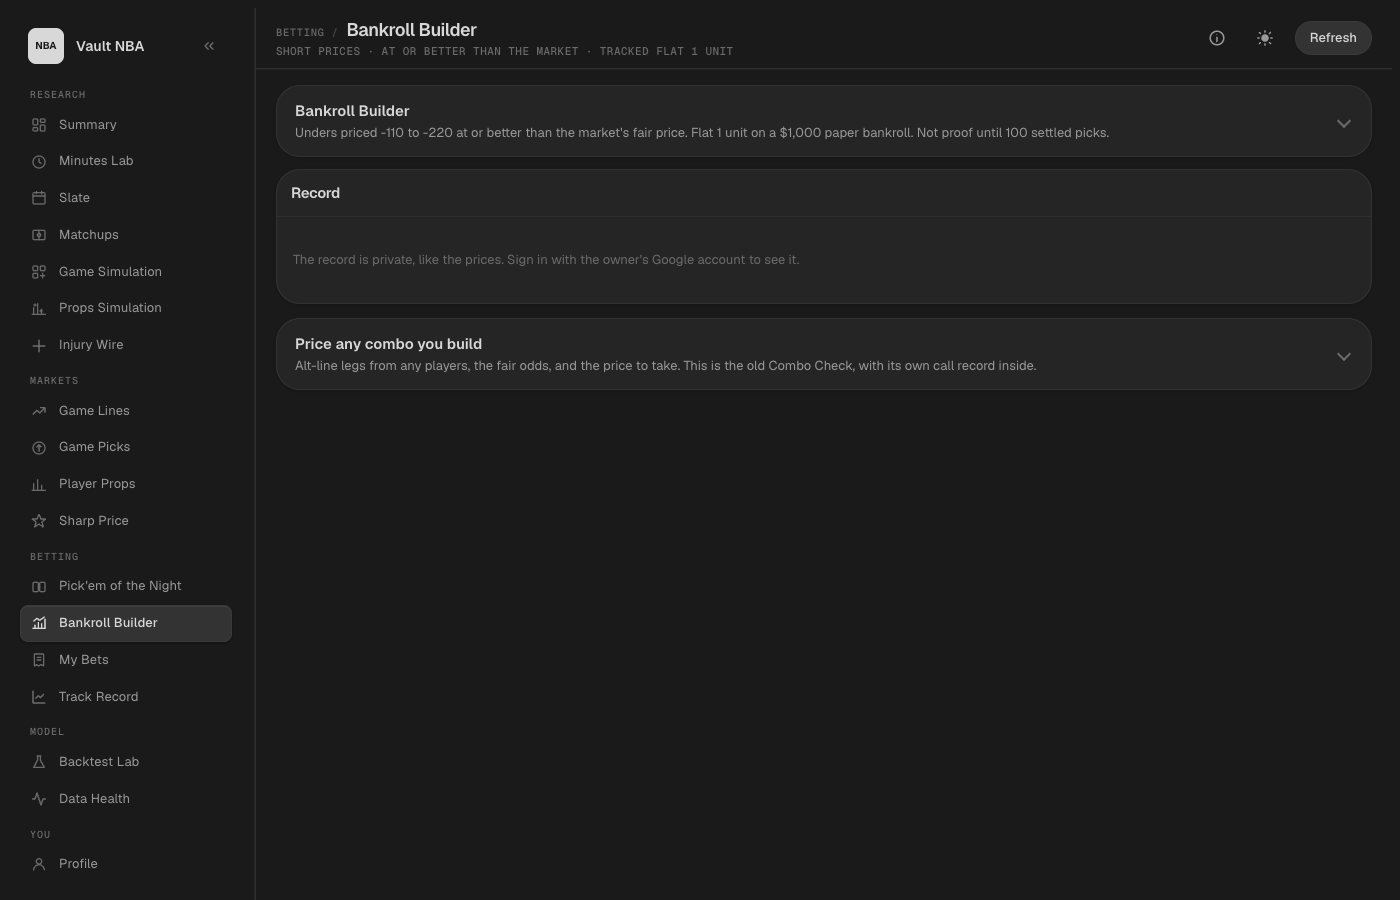 NBA
Vault NBA
RESEARCH
Summary
Minutes Lab
Slate
Matchups
Game Simulation
Props Simulation
Injury Wire
MARKETS
Game Lines
Game Picks
Player Props
Sharp Price
BETTING
Pick'em of the Night
Bankroll Builder
My Bets
Track Record
MODEL
Backtest Lab
Data Health
YOU
Profile
BETTING / Bankroll Builder
SHORT PRICES · AT OR BETTER THAN THE MARKET · TRACKED FLAT 1 UNIT
Refresh
Bankroll Builder
Unders priced -110 to -220 at or better than the market's fair price. Flat 1 unit on a $1,000 paper bankroll. Not proof until 100 settled picks.
Record
The record is private, like the prices. Sign in with the owner's Google account to see it.
Price any combo you build
Alt-line legs from any players, the fair odds, and the price to take. This is the old Combo Check, with its own call record inside.